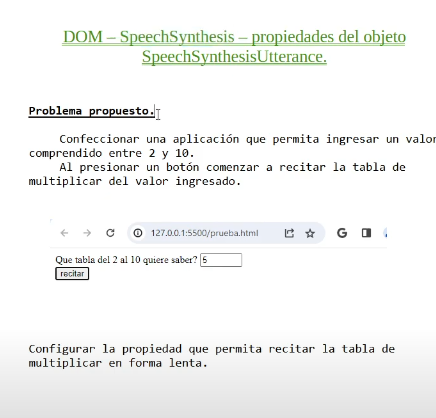 DOM – SpeechSynthesis – propiedades del objeto
SpeechSynthesisUtterance.
Problema propuesto.
Confeccionar una aplicación que permita ingresar un valor
comprendido entre 2 y 10.
Al presionar un botón comenzar a recitar la tabla de
multiplicar del valor ingresado.
127.0.0.1:5500/prueba.html
Que tabla del 2 al 10 quiere saber? 5
recitar
Configurar la propiedad que permita recitar la tabla de
multiplicar en forma lenta.